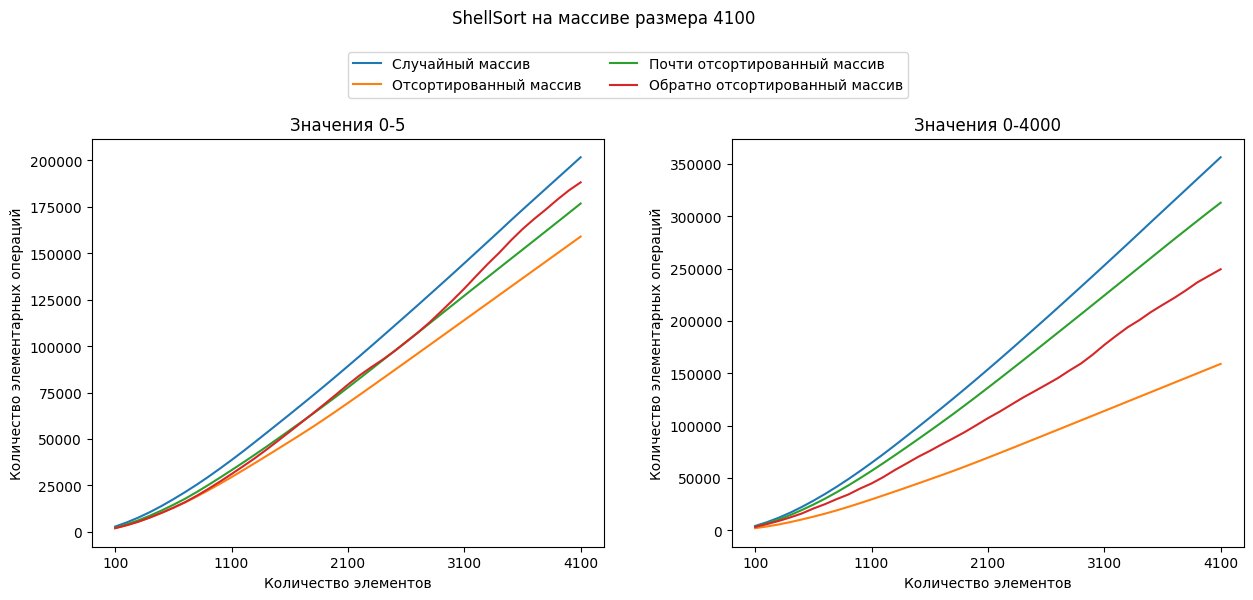 ShellSort на массиве размера 4100
Случайный массив
Отсортированный массив
Почти отсортированный массив
Обратно отсортированный массив
Значения 0-5
Количество элементарных операций
200000
175000
150000
125000
100000
75000
50000
25000
0
100 1100 2100 3100 4100
Количество элементов
Значения 0-4000
Количество элементарных операций
350000
300000
250000
200000
150000
100000
50000
0
100 1100 2100 3100 4100
Количество элементов